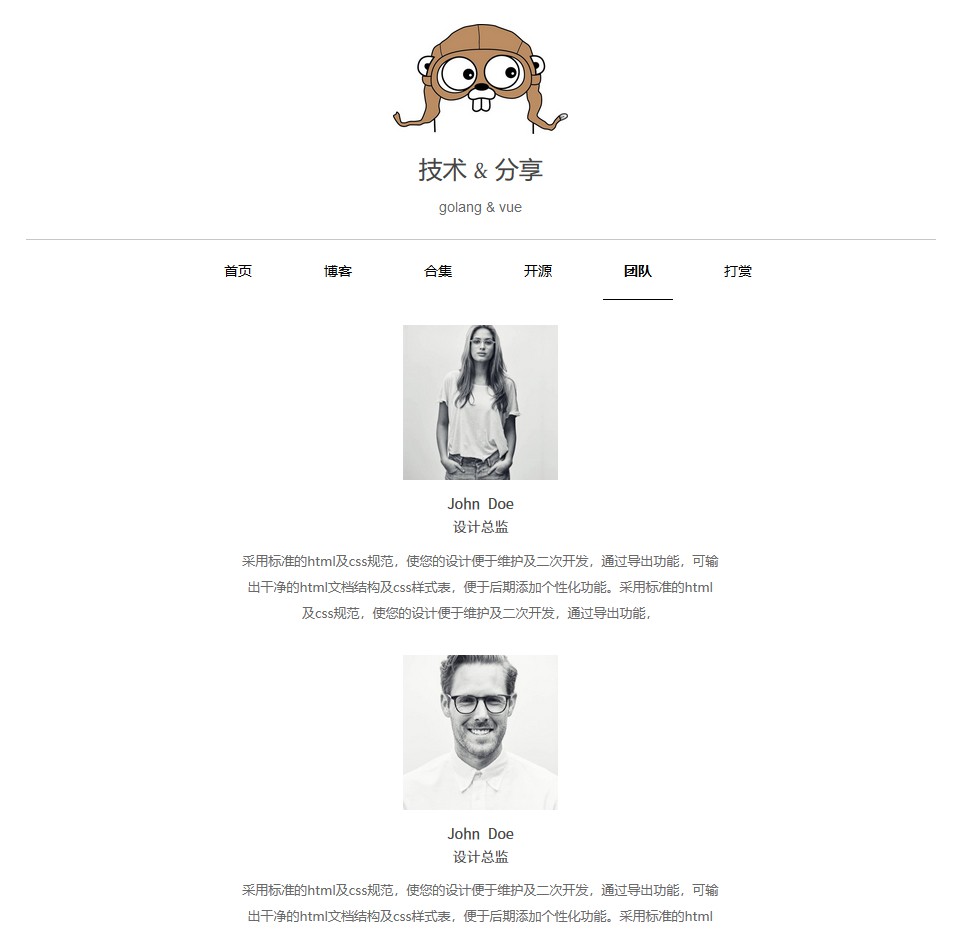 技术 & 分享
golang & vue
首页 博客 合集 开源 团队 打赏
John Doe
设计总监
采用标准的html及css规范，使您的设计便于维护及二次开发，通过导出功能，可输
出干净的html文档结构及css样式表，便于后期添加个性化功能。采用标准的html
及css规范，使您的设计便于维护及二次开发，通过导出功能，
John Doe
设计总监
采用标准的html及css规范，使您的设计便于维护及二次开发，通过导出功能，可输
出干净的html文档结构及css样式表，便于后期添加个性化功能。采用标准的html